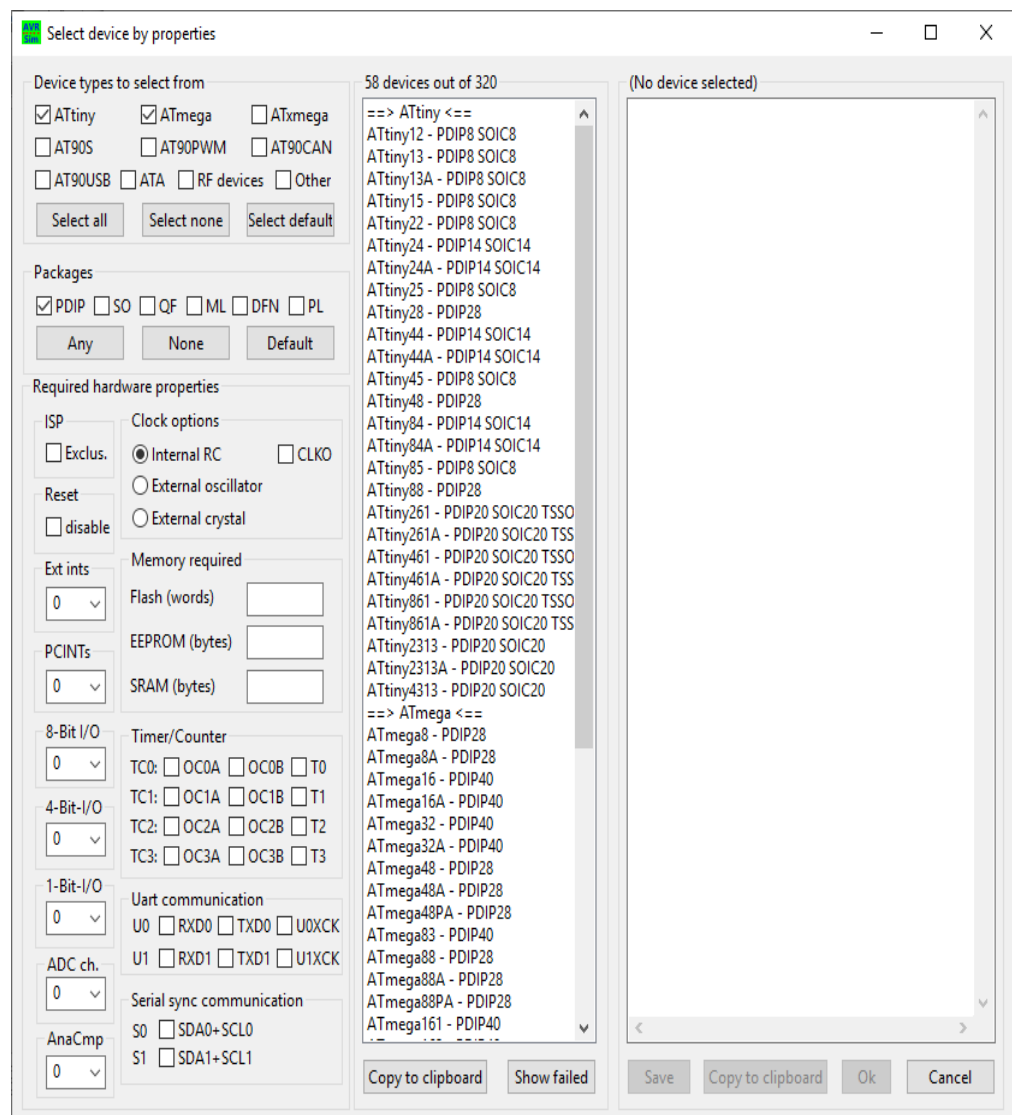 AVR Sim Select device by properties
Device types to select from
ATtiny ATmega ATxmega
AT90S AT90PWM AT90CAN
AT90USB ATA RF devices Other
Select all Select none Select default
Packages
PDIP SO QF ML DFN PL
Any None Default
Required hardware properties
ISP
Exclus.
Reset
disable
Ext ints
0
PCINTs
0
8-Bit I/O
0
4-Bit-I/O
0
1-Bit-I/O
0
ADC ch.
0
AnaCmp
0
Clock options
Internal RC CLKO
External oscillator
External crystal
Memory required
Flash (words)
EEPROM (bytes)
SRAM (bytes)
Timer/Counter
TC0: OC0A OC0B T0
TC1: OC1A OC1B T1
TC2: OC2A OC2B T2
TC3: OC3A OC3B T3
Uart communication
U0 RXD0 TXD0 U0XCK
U1 RXD1 TXD1 U1XCK
Serial sync communication
S0 SDA0+SCL0
S1 SDA1+SCL1
58 devices out of 320
==> ATtiny <==
ATtiny12 - PDIP8 SOIC8
ATtiny13 - PDIP8 SOIC8
ATtiny13A - PDIP8 SOIC8
ATtiny15 - PDIP8 SOIC8
ATtiny22 - PDIP8 SOIC8
ATtiny24 - PDIP14 SOIC14
ATtiny24A - PDIP14 SOIC14
ATtiny25 - PDIP8 SOIC8
ATtiny28 - PDIP28
ATtiny44 - PDIP14 SOIC14
ATtiny44A - PDIP14 SOIC14
ATtiny45 - PDIP8 SOIC8
ATtiny48 - PDIP28
ATtiny84 - PDIP14 SOIC14
ATtiny84A - PDIP14 SOIC14
ATtiny85 - PDIP8 SOIC8
ATtiny88 - PDIP28
ATtiny261 - PDIP20 SOIC20 TSSO
ATtiny261A - PDIP20 SOIC20 TSS
ATtiny461 - PDIP20 SOIC20 TSSO
ATtiny461A - PDIP20 SOIC20 TSS
ATtiny861 - PDIP20 SOIC20 TSSO
ATtiny861A - PDIP20 SOIC20 TSS
ATtiny2313 - PDIP20 SOIC20
ATtiny2313A - PDIP20 SOIC20
ATtiny4313 - PDIP20 SOIC20
==> ATmega <==
ATmega8 - PDIP28
ATmega8A - PDIP28
ATmega16 - PDIP40
ATmega16A - PDIP40
ATmega32 - PDIP40
ATmega32A - PDIP40
ATmega48 - PDIP28
ATmega48A - PDIP28
ATmega48PA - PDIP28
ATmega83 - PDIP40
ATmega88 - PDIP28
ATmega88A - PDIP28
ATmega88PA - PDIP28
ATmega161 - PDIP40
Copy to clipboard Show failed
(No device selected)
Save Copy to clipboard Ok Cancel